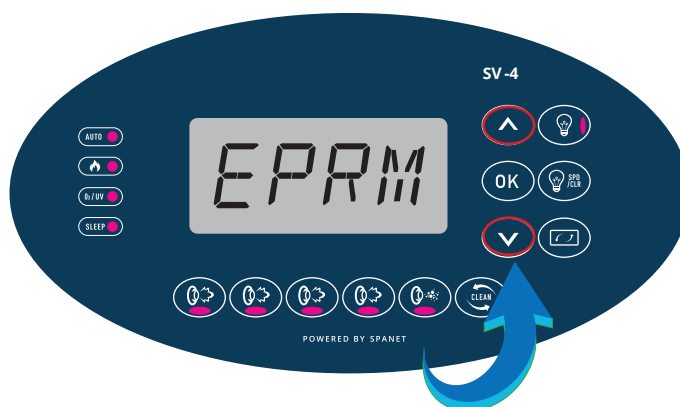 SV -4
AUTO
O₃/UV
SLEEP
EPRM
OK
SPD
/CLR
CLEAN
POWERED BY SPANET